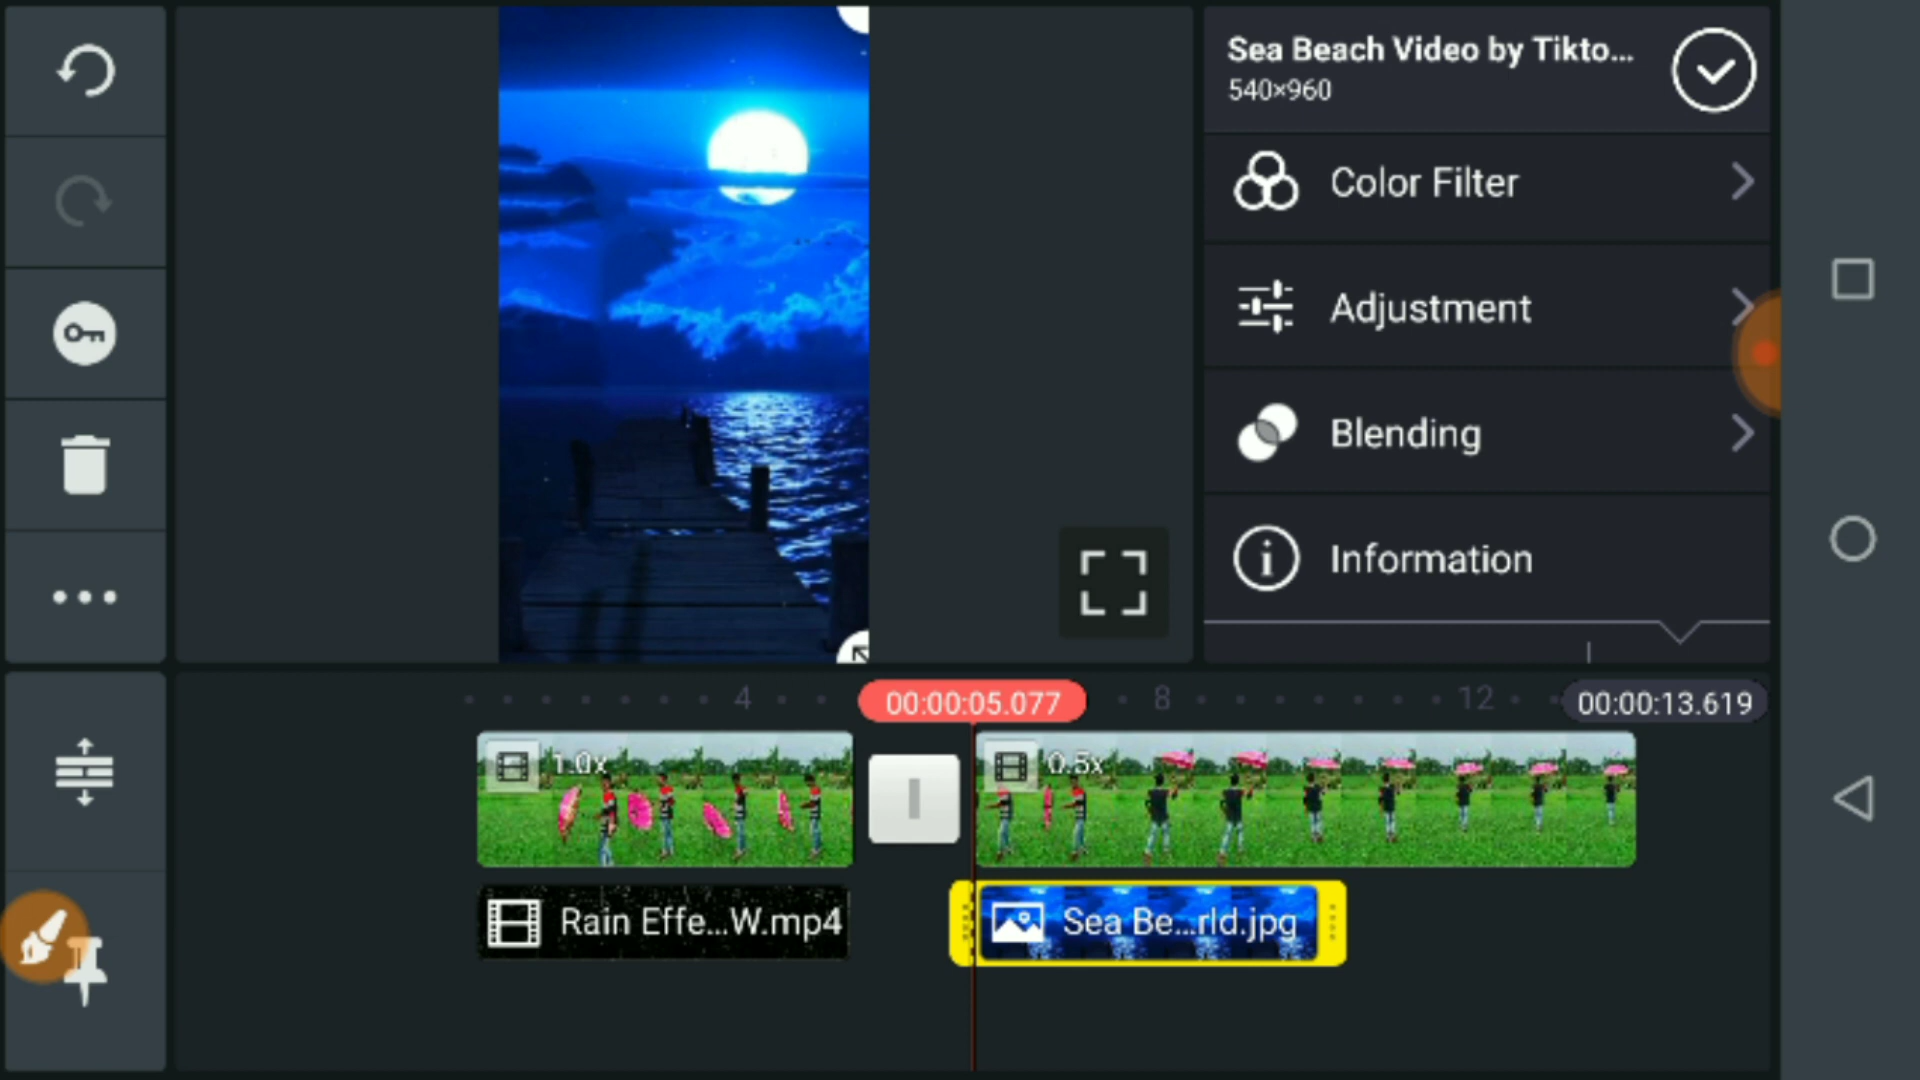 Sea Beach Video by Tikto...
540×960
Color Filter
Adjustment
Blending
Information
4
00:00:05.077
8
12
00:00:13.619
1.0x
0.5x
Rain Effe...W.mp4
Sea Be...rld.jpg